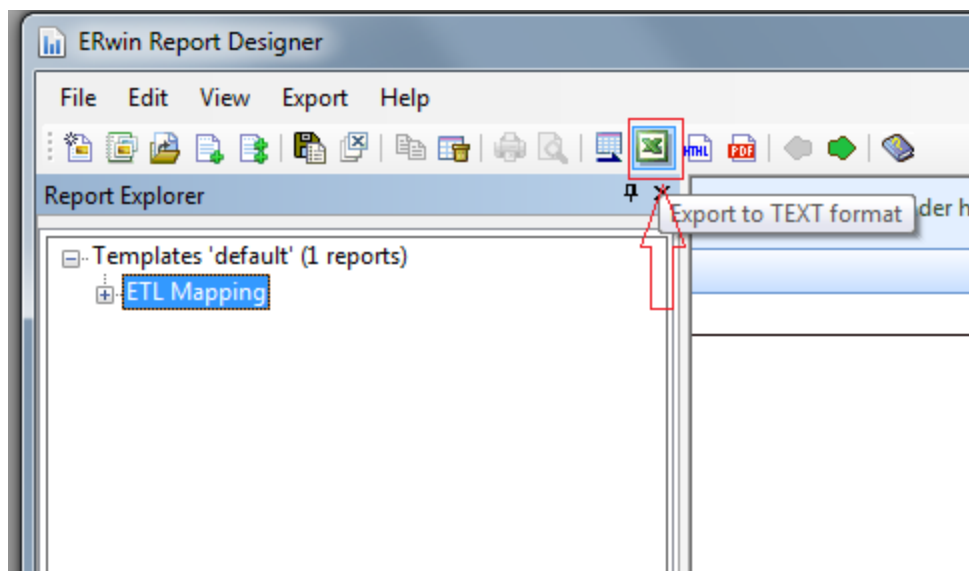 ERwin Report Designer
File Edit View Export Help
HTML PDF
Report Explorer
Export to TEXT format
der h
Templates 'default' (1 reports)
ETL Mapping